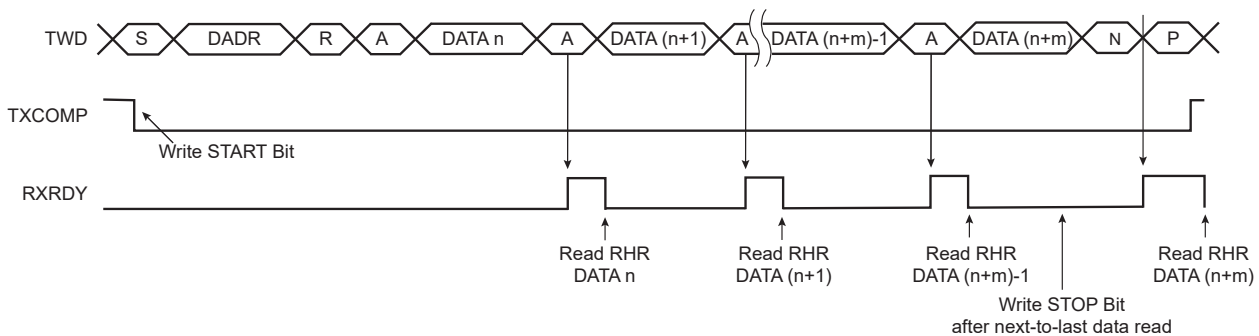 TWD S DADR R A DATA n A DATA (n+1) A DATA (n+m)-1 A DATA (n+m) N P
TXCOMP
Write START Bit
RXRDY
Read RHR
DATA n
Read RHR
DATA (n+1)
Read RHR
DATA (n+m)-1
Read RHR
DATA (n+m)
Write STOP Bit
after next-to-last data read